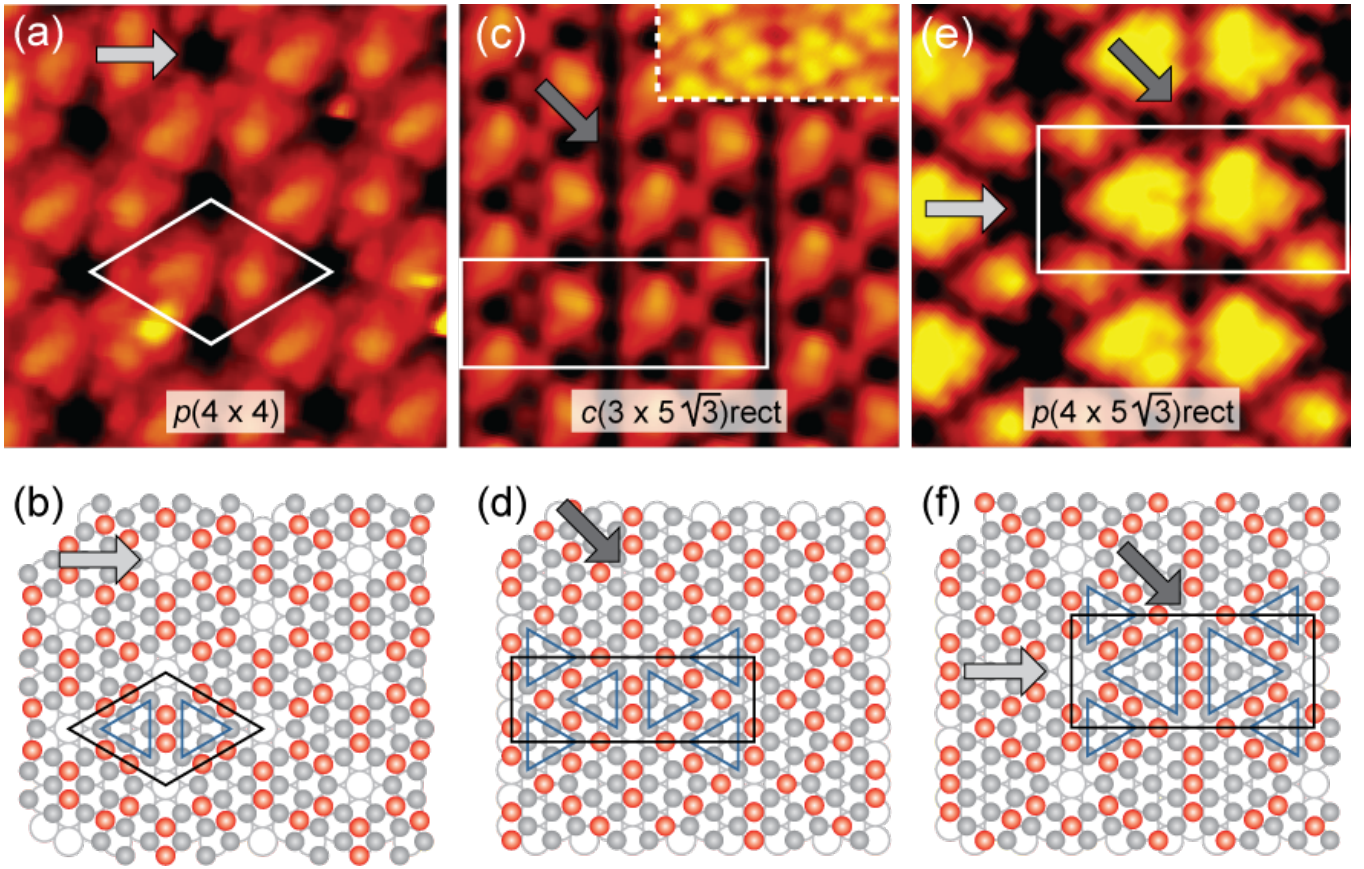 (a)
(c)
(e)
p(4 x 4)
c(3 x 5√3)rect
p(4 x 5√3)rect
(b)
(d)
(f)